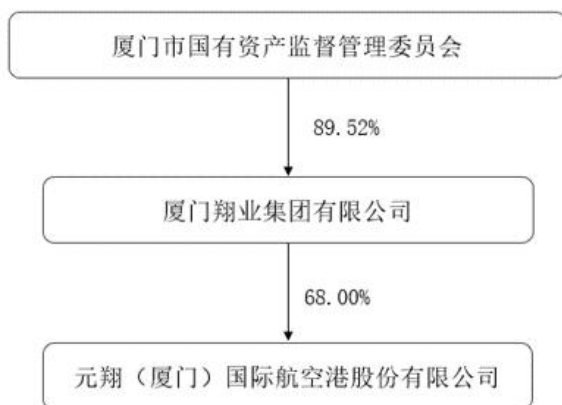 厦门市国有资产监督管理委员会
89.52%
厦门翔业集团有限公司
68.00%
元翔（厦门）国际航空港股份有限公司